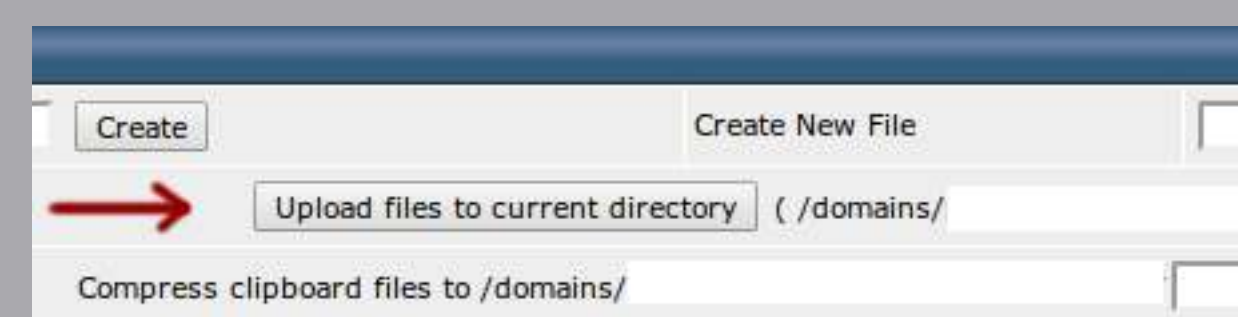 Create Create New File
Upload files to current directory ( /domains/
Compress clipboard files to /domains/